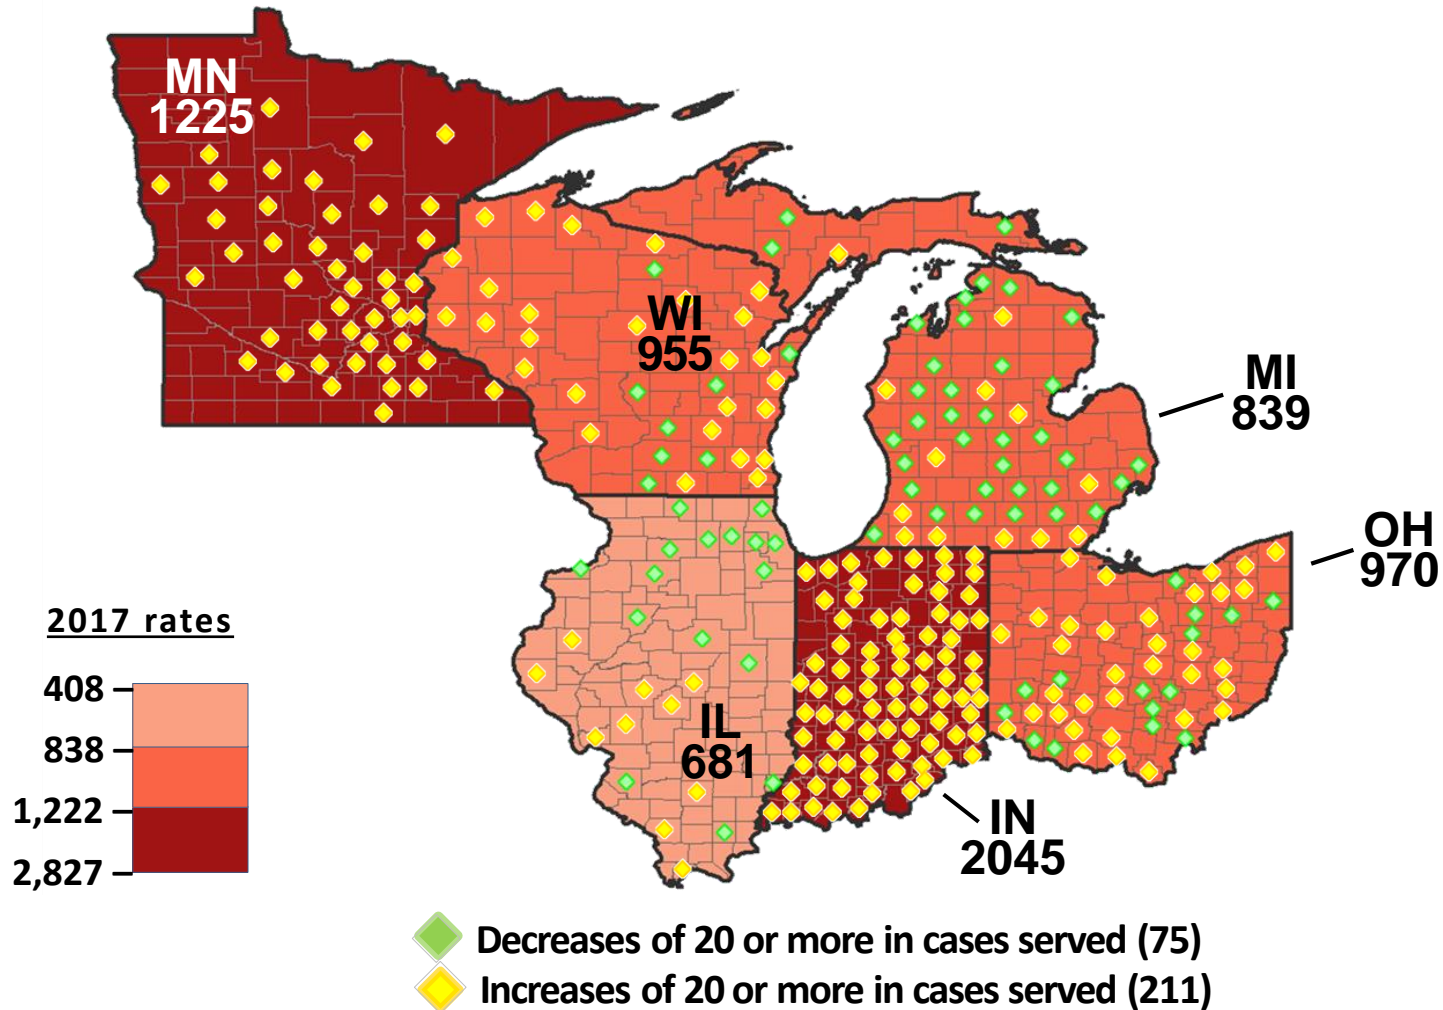 MN
1225
WI
955
MI
839
OH
970
2017 rates
408
838
1,222
2,827
IL
681
IN
2045
Decreases of 20 or more in cases served (75)
Increases of 20 or more in cases served (211)